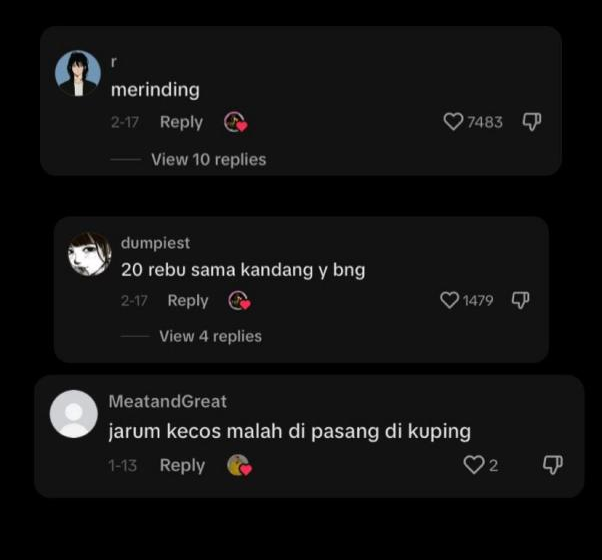 r
merinding
2-17 Reply 7483
View 10 replies
dumpiest
20 rebu sama kandang y bng
2-17 Reply 1479
View 4 replies
MeatandGreat
jarum kecos malah di pasang di kuping
1-13 Reply 2